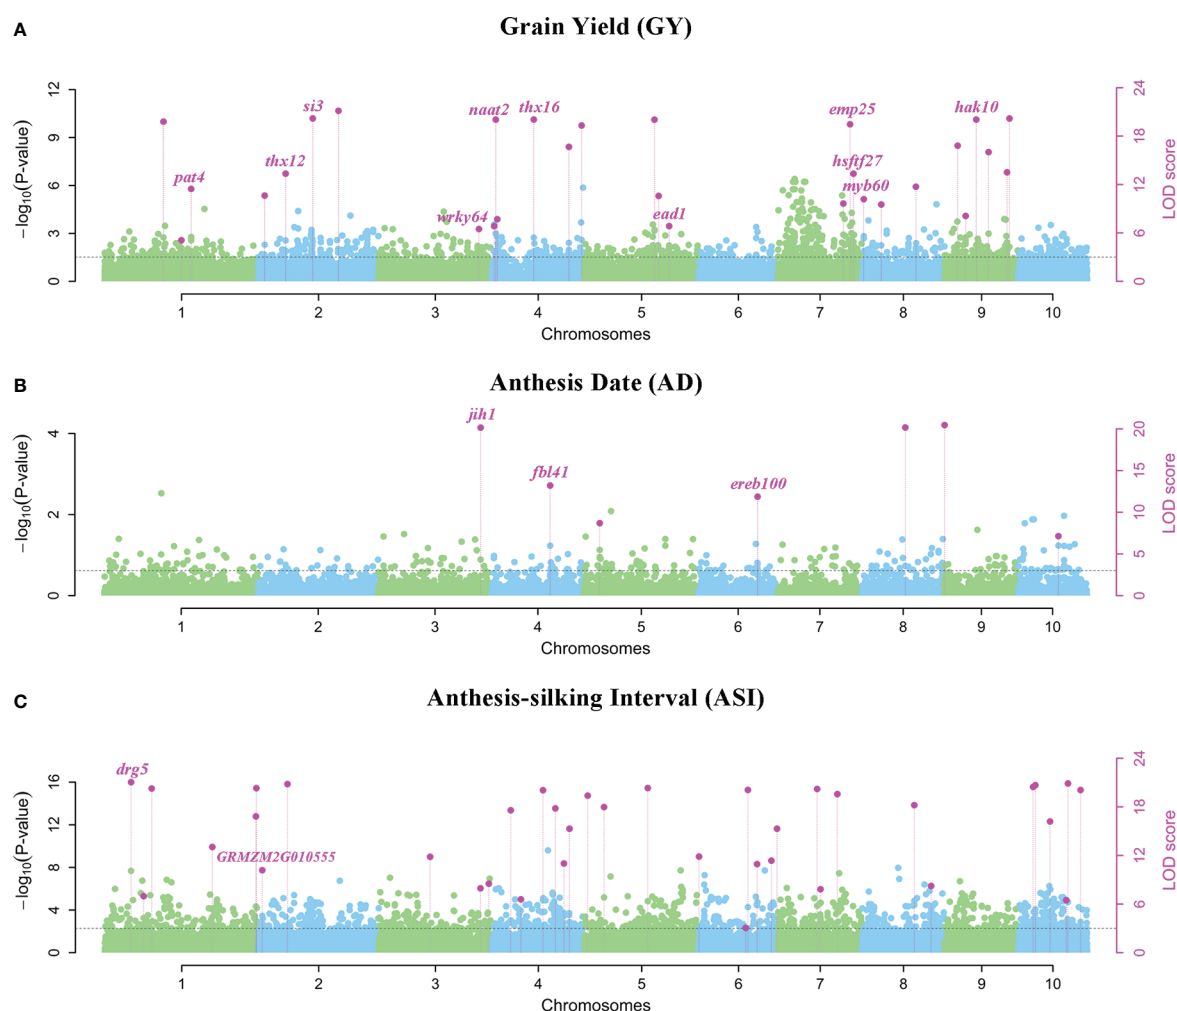 A
Grain Yield (GY)
−log10(P-value)
0 3 6 9 12
LOD score
0 6 12 18 24
pat4
thx12
si3
wrky64
naat2
thx16
ead1
emp25
hsftf27
myb60
hak10
1 2 3 4 5 6 7 8 9 10
Chromosomes
B
Anthesis Date (AD)
−log10(P-value)
0 2 4
LOD score
0 5 10 15 20
jih1
fbl41
ereb100
1 2 3 4 5 6 7 8 9 10
Chromosomes
C
Anthesis-silking Interval (ASI)
−log10(P-value)
0 4 8 12 16
LOD score
0 6 12 18 24
drg5
GRMZM2G010555
1 2 3 4 5 6 7 8 9 10
Chromosomes